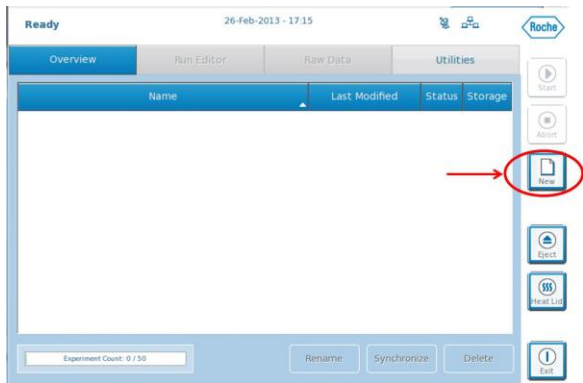 Ready 26-Feb-2013 - 17:15 Roche
Overview Run Editor Raw Data Utilities
Name Last Modified Status Storage
Start
Abort
New
Eject
Heat Lid
Experiment Count: 0 / 50 Rename Synchronize Delete
Exit